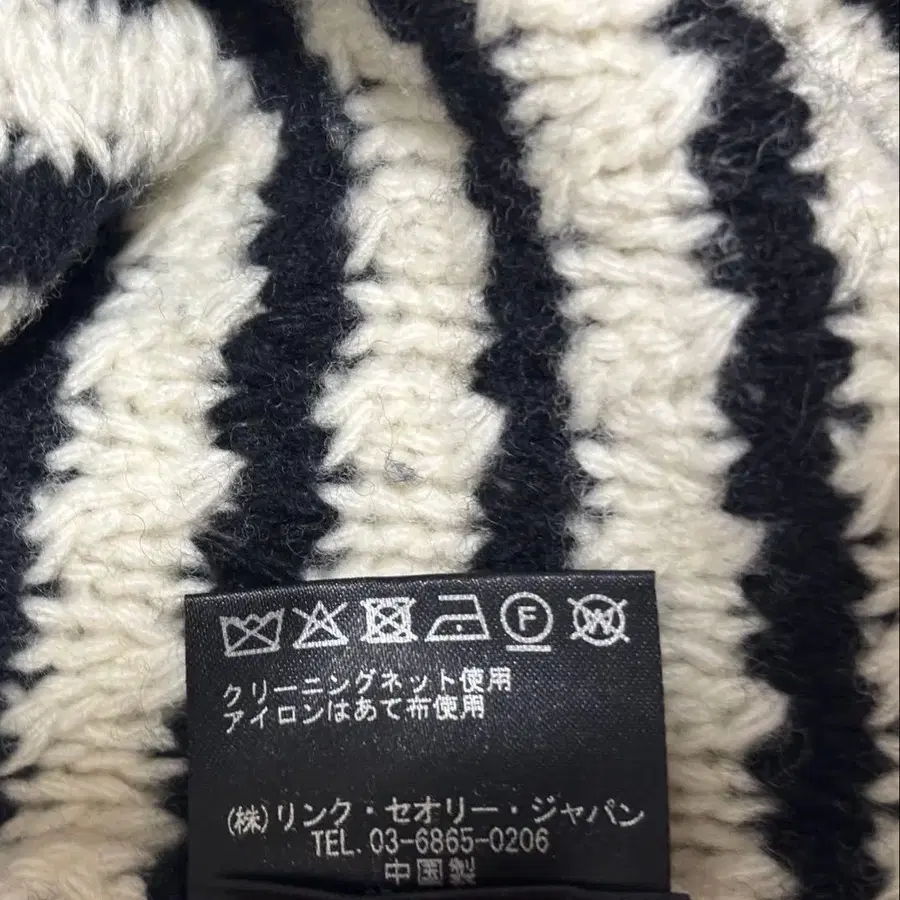 F W
クリーニングネット使用
アイロンはあて布使用
(株)リンク・セオリー・ジャパン
TEL. 03-6865-0206
中国製